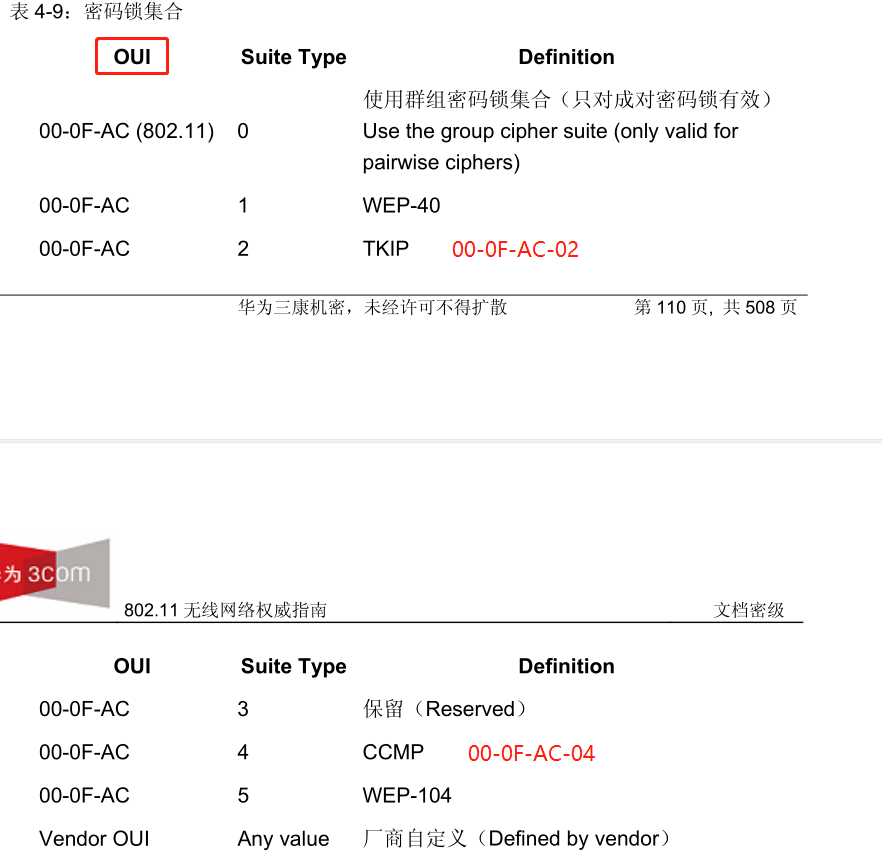 表 4-9：密码锁集合
OUI Suite Type Definition
使用群组密码锁集合（只对成对密码锁有效）
00-0F-AC (802.11) 0 Use the group cipher suite (only valid for
pairwise ciphers)
00-0F-AC 1 WEP-40
00-0F-AC 2 TKIP 00-0F-AC-02
华为三康机密，未经许可不得扩散 第 110 页, 共 508 页
为 3com
802.11 无线网络权威指南 文档密级
OUI Suite Type Definition
00-0F-AC 3 保留（Reserved）
00-0F-AC 4 CCMP 00-0F-AC-04
00-0F-AC 5 WEP-104
Vendor OUI Any value 厂商自定义（Defined by vendor）